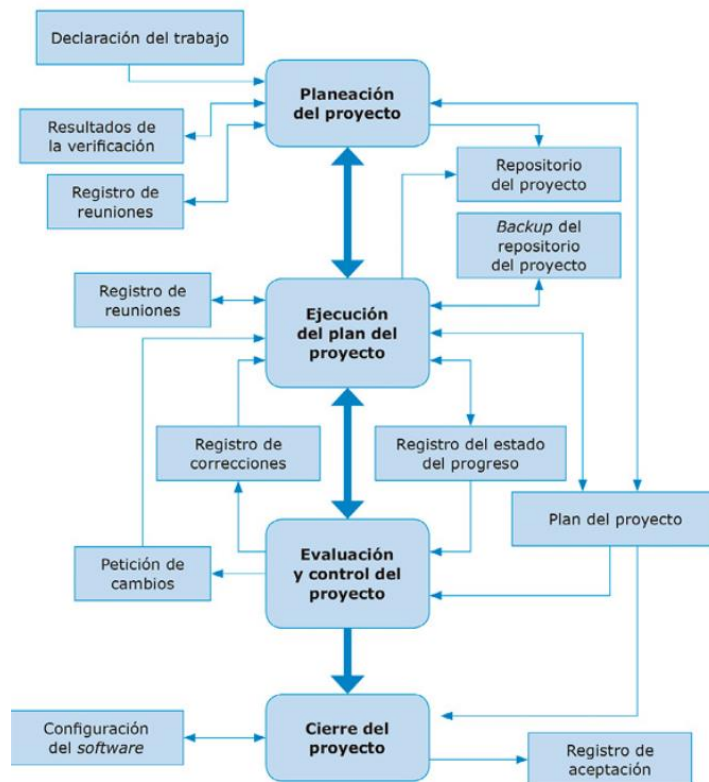 Declaración del trabajo
Planeación
del proyecto
Resultados de
la verificación
Repositorio
del proyecto
Registro de
reuniones
Backup del
repositorio
del proyecto
Registro de
reuniones
Ejecución
del plan del
proyecto
Registro de
correcciones
Registro del estado
del progreso
Plan del proyecto
Evaluación
y control del
proyecto
Petición de
cambios
Configuración
del software
Cierre del
proyecto
Registro de
aceptación